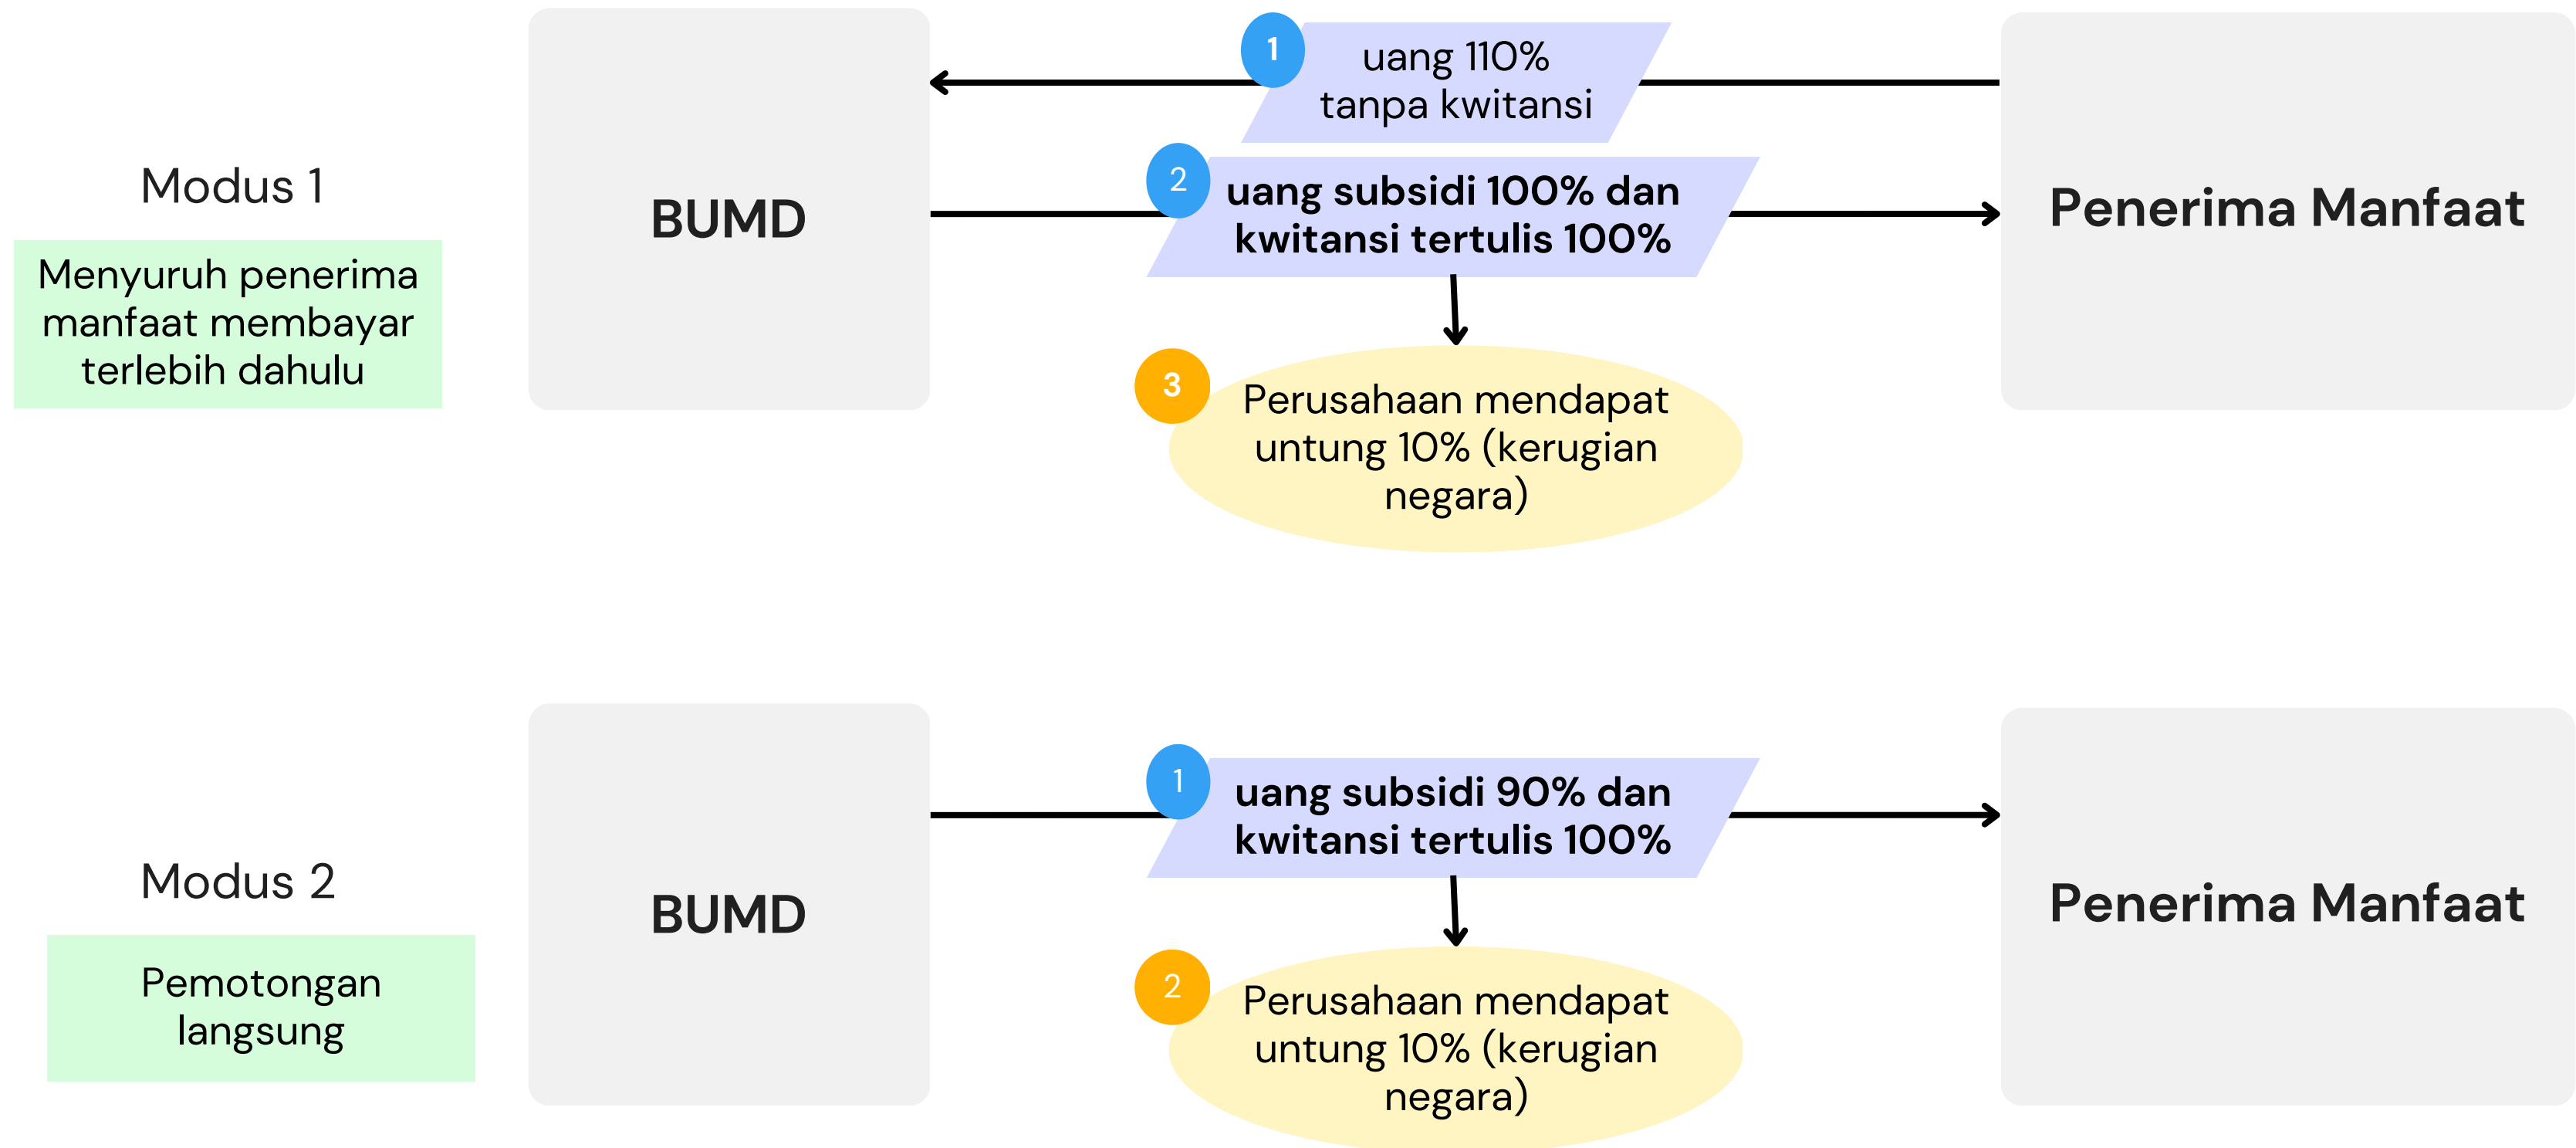 Modus 1
Menyuruh penerima
manfaat membayar
terlebih dahulu
BUMD
1
uang 110%
tanpa kwitansi
2
uang subsidi 100% dan
kwitansi tertulis 100%
3
Perusahaan mendapat
untung 10% (kerugian
negara)
Penerima Manfaat
Modus 2
Pemotongan
langsung
BUMD
1
uang subsidi 90% dan
kwitansi tertulis 100%
2
Perusahaan mendapat
untung 10% (kerugian
negara)
Penerima Manfaat